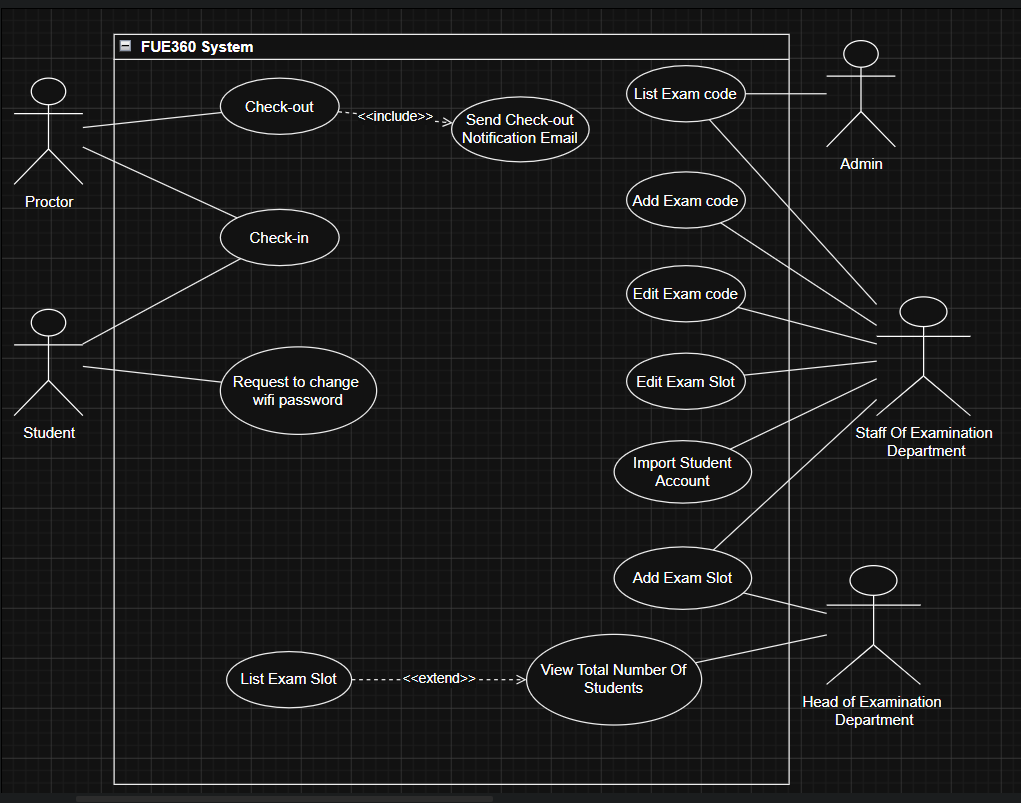 FUE360 System
Check-out
<<include>>
Send Check-out
Notification Email
List Exam code
Admin
Proctor
Add Exam code
Check-in
Edit Exam code
Student
Request to change
wifi password
Edit Exam Slot
Staff Of Examination
Department
Import Student
Account
Add Exam Slot
List Exam Slot
<<extend>>
View Total Number Of
Students
Head of Examination
Department